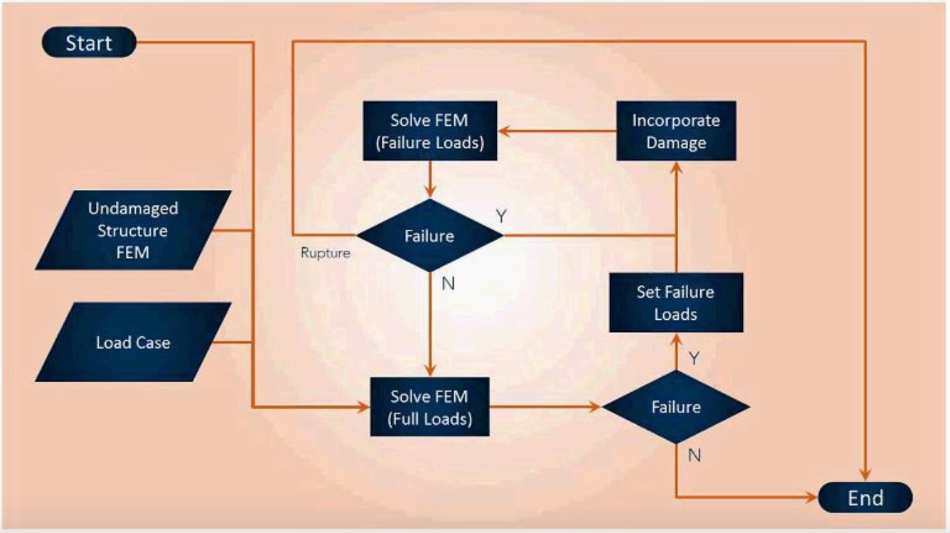 Start
Solve FEM
(Failure Loads)
Incorporate
Damage
Undamaged
Structure
FEM
Failure
Y
Rupture
N
Set Failure
Loads
Load Case
Y
Solve FEM
(Full Loads)
Failure
N
End